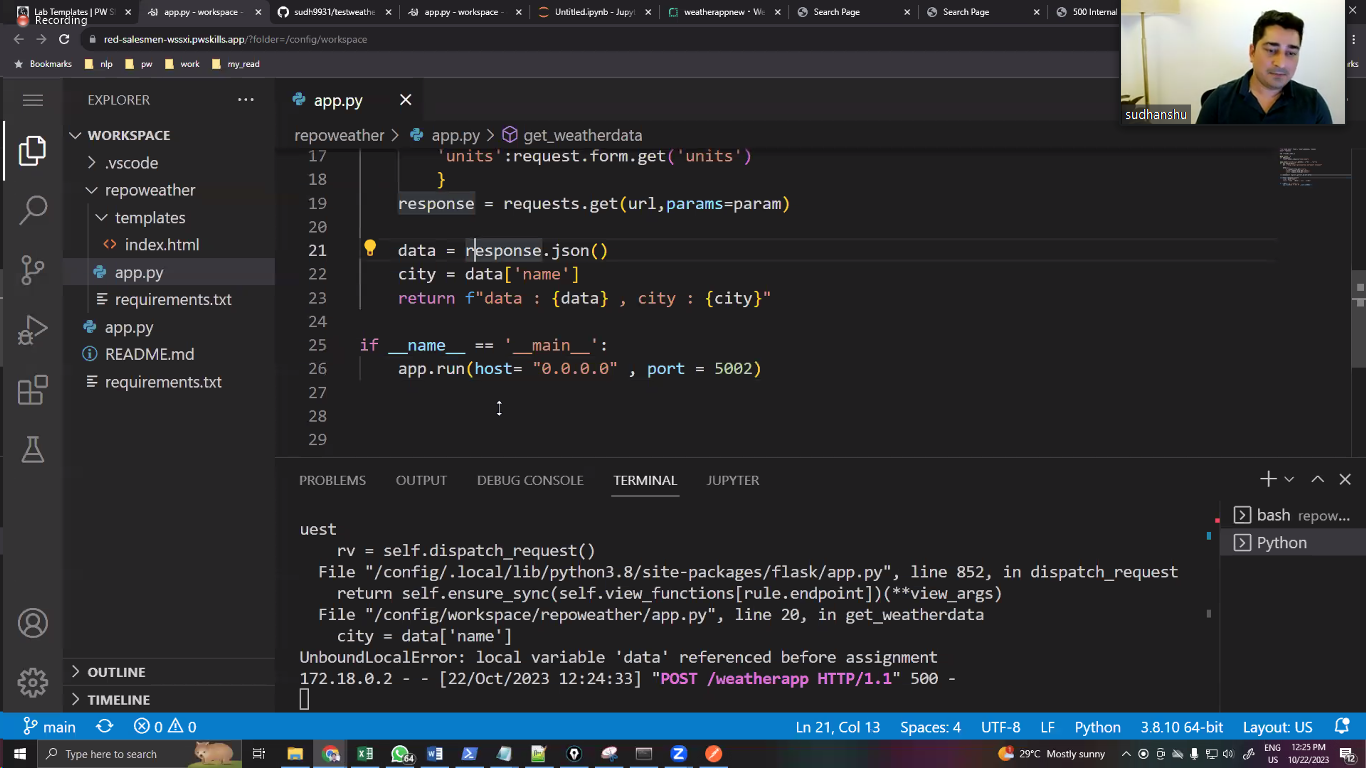 Lab Templates | PW S
app.py - workspace -
sudh9931/testweathe
app.py - workspace -
Untitled.ipynb - Jupyt
weatherappnew - Web
Search Page
Search Page
500 Internal
Recording
red-salesmen-wssxi.pwskills.app/?folder=/config/workspace
Bookmarks
nlp
pw
work
my_read
sudhanshu
EXPLORER
WORKSPACE
.vscode
repoweather
templates
index.html
app.py
requirements.txt
app.py
README.md
requirements.txt
OUTLINE
TIMELINE
app.py
repoweather > app.py > get_weatherdata
17 'units':request.form.get('units')
18 }
19 response = requests.get(url,params=param)
20
21 data = response.json()
22 city = data['name']
23 return f"data : {data} , city : {city}"
24
25 if __name__ == '__main__':
26 app.run(host= "0.0.0.0" , port = 5002)
27
28
29
PROBLEMS OUTPUT DEBUG CONSOLE TERMINAL JUPYTER
bash repow...
Python
uest
rv = self.dispatch_request()
File "/config/.local/lib/python3.8/site-packages/flask/app.py", line 852, in dispatch_request
return self.ensure_sync(self.view_functions[rule.endpoint])(**view_args)
File "/config/workspace/repoweather/app.py", line 20, in get_weatherdata
city = data['name']
UnboundLocalError: local variable 'data' referenced before assignment
172.18.0.2 - - [22/Oct/2023 12:24:33] "POST /weatherapp HTTP/1.1" 500 -
main 0 0 Ln 21, Col 13 Spaces: 4 UTF-8 LF Python 3.8.10 64-bit Layout: US
Type here to search
64
29°C Mostly sunny
ENG
US
12:25 PM
10/22/2023
12